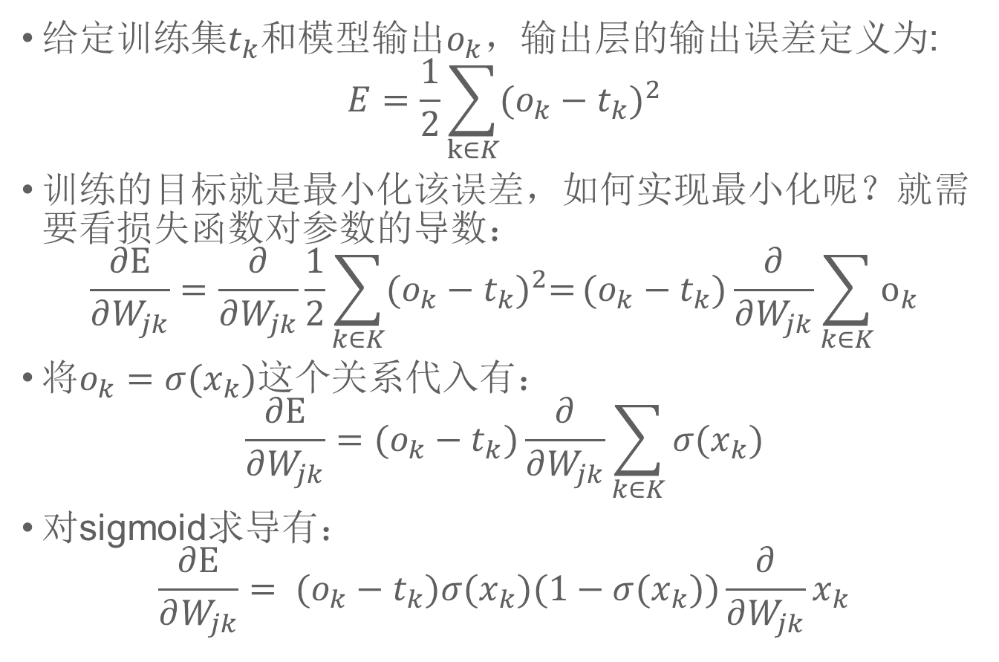 • 给定训练集$t_k$和模型输出$o_k$，输出层的输出误差定义为:
$E = \frac{1}{2}\sum_{\mathrm{k}\in K}(o_k - t_k)^2$
• 训练的目标就是最小化该误差，如何实现最小化呢？就需
要看损失函数对参数的导数：
$\frac{\partial \mathrm{E}}{\partial W_{jk}} = \frac{\partial}{\partial W_{jk}}\frac{1}{2}\sum_{k\in K}(o_k - t_k)^2 = (o_k - t_k)\frac{\partial}{\partial W_{jk}}\sum_{k\in K}\mathrm{o}_k$
• 将$o_k = \sigma(x_k)$这个关系代入有：
$\frac{\partial \mathrm{E}}{\partial W_{jk}} = (o_k - t_k)\frac{\partial}{\partial W_{jk}}\sum_{k\in K}\sigma(x_k)$
• 对sigmoid求导有：
$\frac{\partial \mathrm{E}}{\partial W_{jk}} = (o_k - t_k)\sigma(x_k)(1 - \sigma(x_k))\frac{\partial}{\partial W_{jk}}x_k$